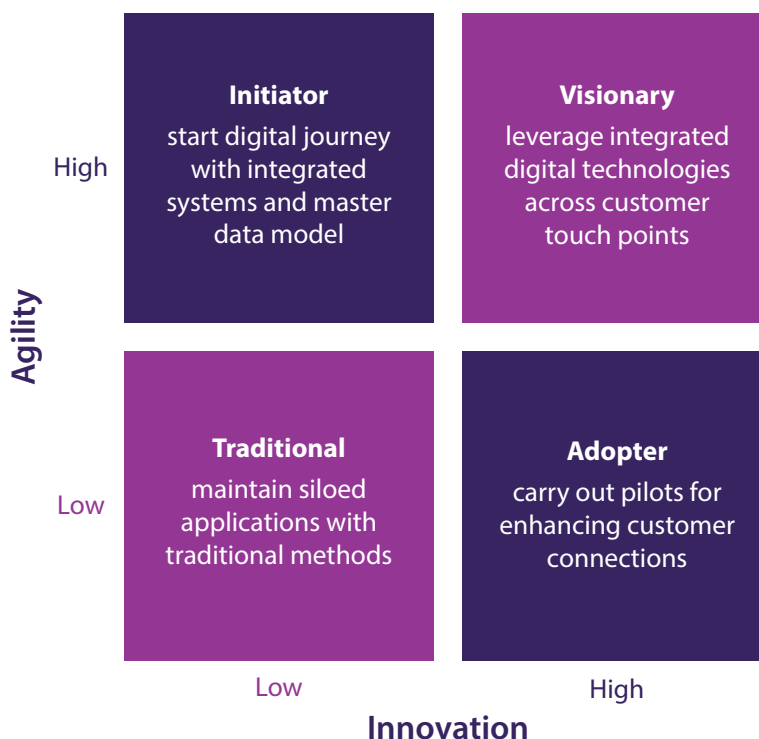 Agility
High
Initiator
start digital journey
with integrated
systems and master
data model
Visionary
leverage integrated
digital technologies
across customer
touch points
Low
Traditional
maintain siloed
applications with
traditional methods
Adopter
carry out pilots for
enhancing customer
connections
Low
High
Innovation